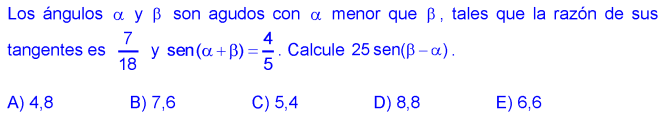 Los ángulos α y β son agudos con α menor que β, tales que la razón de sus
tangentes es 7/18 y sen(α + β) = 4/5. Calcule 25 sen(β – α).
A) 4,8 B) 7,6 C) 5,4 D) 8,8 E) 6,6